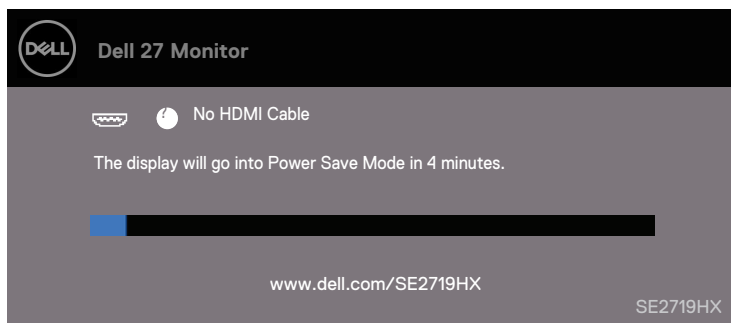 DELL
Dell 27 Monitor
No HDMI Cable
The display will go into Power Save Mode in 4 minutes.
www.dell.com/SE2719HX
SE2719HX